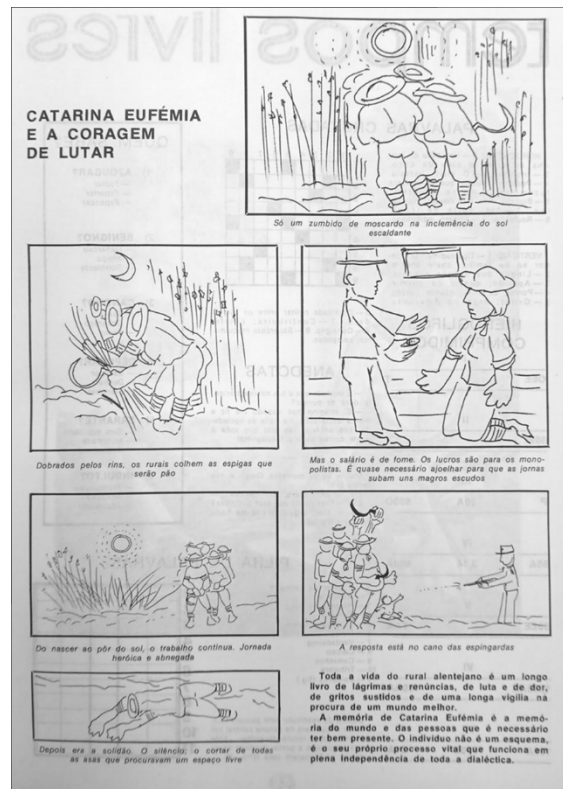 CATARINA EUFÉMIA
E A CORAGEM
DE LUTAR
Só um zumbido de moscardo na inclemência do sol
escaldante
Dobrados pelos rins, os rurais colhem as espigas que
serão pão
Mas o salário é de fome. Os lucros são para os mono-
polistas. É quase necessário ajoelhar para que as jornas
subam uns magros escudos
Do nascer ao pôr do sol, o trabalho continua. Jornada
heróica e abnegada
A resposta está no cano das espingardas
Depois era a solidão. O silêncio; o cortar de todas
as asas que procuravam um espaço livre
Toda a vida do rural alentejano é um longo
livro de lágrimas e renúncias, de luta e de dor,
de gritos sustidos e de uma longa vigília na
procura de um mundo melhor.
A memória de Catarina Eufémia é a memó-
ria do mundo e das pessoas que é necessário
ter bem presente. O indivíduo não é um esquema,
é o seu próprio processo vital que funciona em
plena independência de toda a dialéctica.